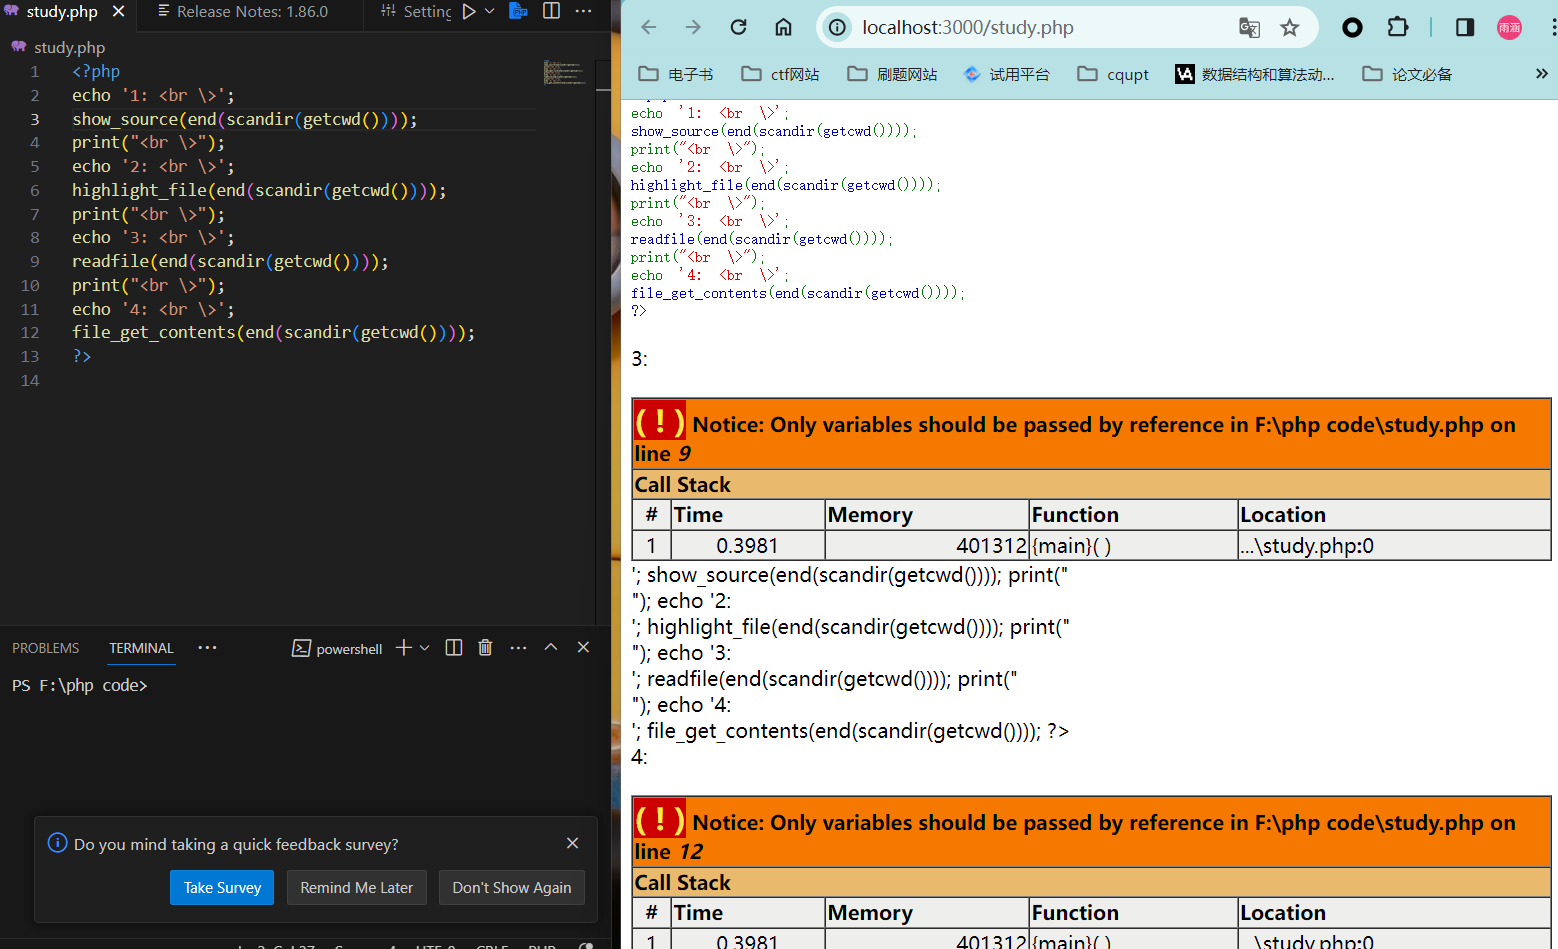 study.php
Release Notes: 1.86.0
Setting
study.php
1 <?php
2 echo '1: <br \>';
3 show_source(end(scandir(getcwd())));
4 print("<br \>");
5 echo '2: <br \>';
6 highlight_file(end(scandir(getcwd())));
7 print("<br \>");
8 echo '3: <br \>';
9 readfile(end(scandir(getcwd())));
10 print("<br \>");
11 echo '4: <br \>';
12 file_get_contents(end(scandir(getcwd())));
13 ?>
14
PROBLEMS TERMINAL ··· powershell
PS F:\php code>
Do you mind taking a quick feedback survey?
Take Survey Remind Me Later Don't Show Again
localhost:3000/study.php
雨涵
电子书 ctf网站 刷题网站 试用平台 cqupt VA 数据结构和算法动... 论文必备 »
echo '1: <br \>';
show_source(end(scandir(getcwd())));
print("<br \>");
echo '2: <br \>';
highlight_file(end(scandir(getcwd())));
print("<br \>");
echo '3: <br \>';
readfile(end(scandir(getcwd())));
print("<br \>");
echo '4: <br \>';
file_get_contents(end(scandir(getcwd())));
?>
3:
( ! ) Notice: Only variables should be passed by reference in F:\php code\study.php on
line 9
Call Stack
# Time Memory Function Location
1 0.3981 401312 {main}( ) ...\study.php:0
'; show_source(end(scandir(getcwd()))); print("
"); echo '2:
'; highlight_file(end(scandir(getcwd()))); print("
"); echo '3:
'; readfile(end(scandir(getcwd()))); print("
"); echo '4:
'; file_get_contents(end(scandir(getcwd()))); ?>
4:
( ! ) Notice: Only variables should be passed by reference in F:\php code\study.php on
line 12
Call Stack
# Time Memory Function Location
1 0.3981 401312 {main}( ) ...\study.php:0